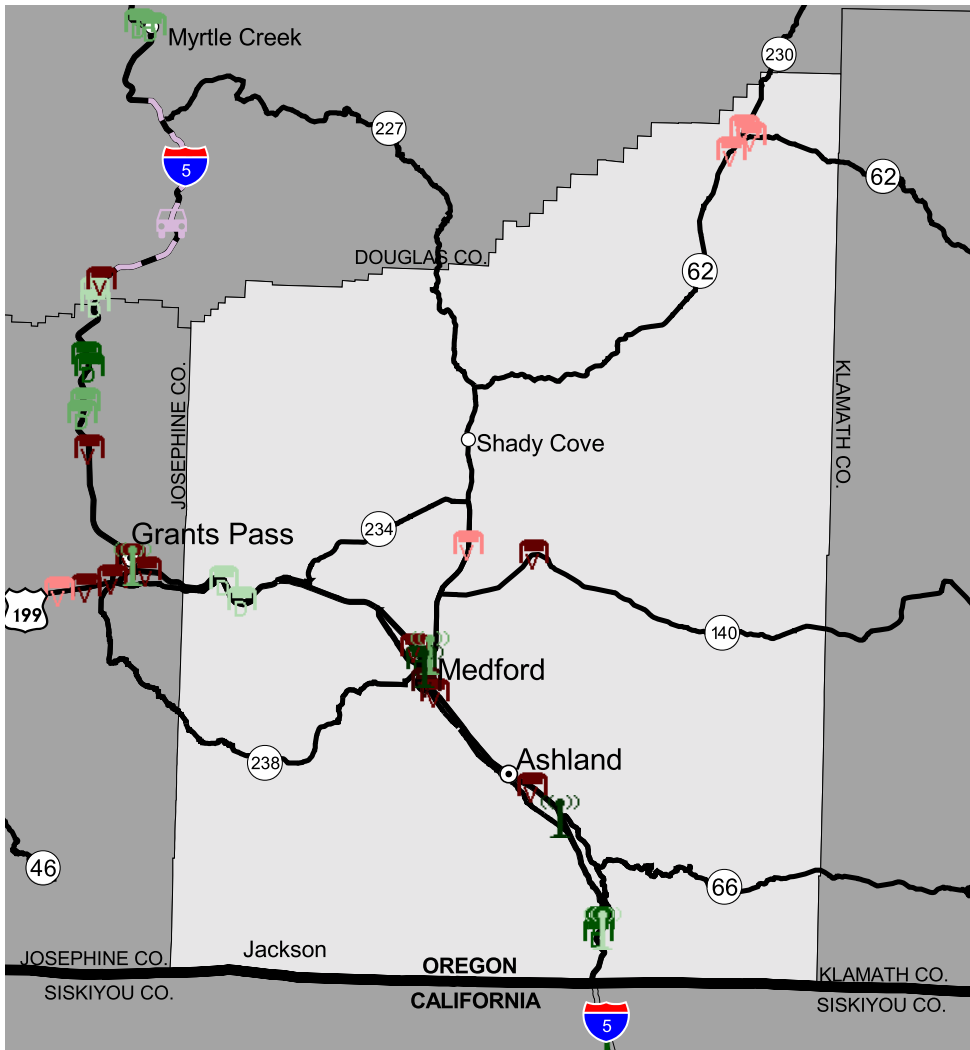 Myrtle Creek
230
227
5
62
DOUGLAS CO.
62
JOSEPHINE CO.
KLAMATH CO.
Shady Cove
234
Grants Pass
199
140
Medford
238
Ashland
46
66
Jackson
JOSEPHINE CO.
OREGON
KLAMATH CO.
SISKIYOU CO.
CALIFORNIA
SISKIYOU CO.
5